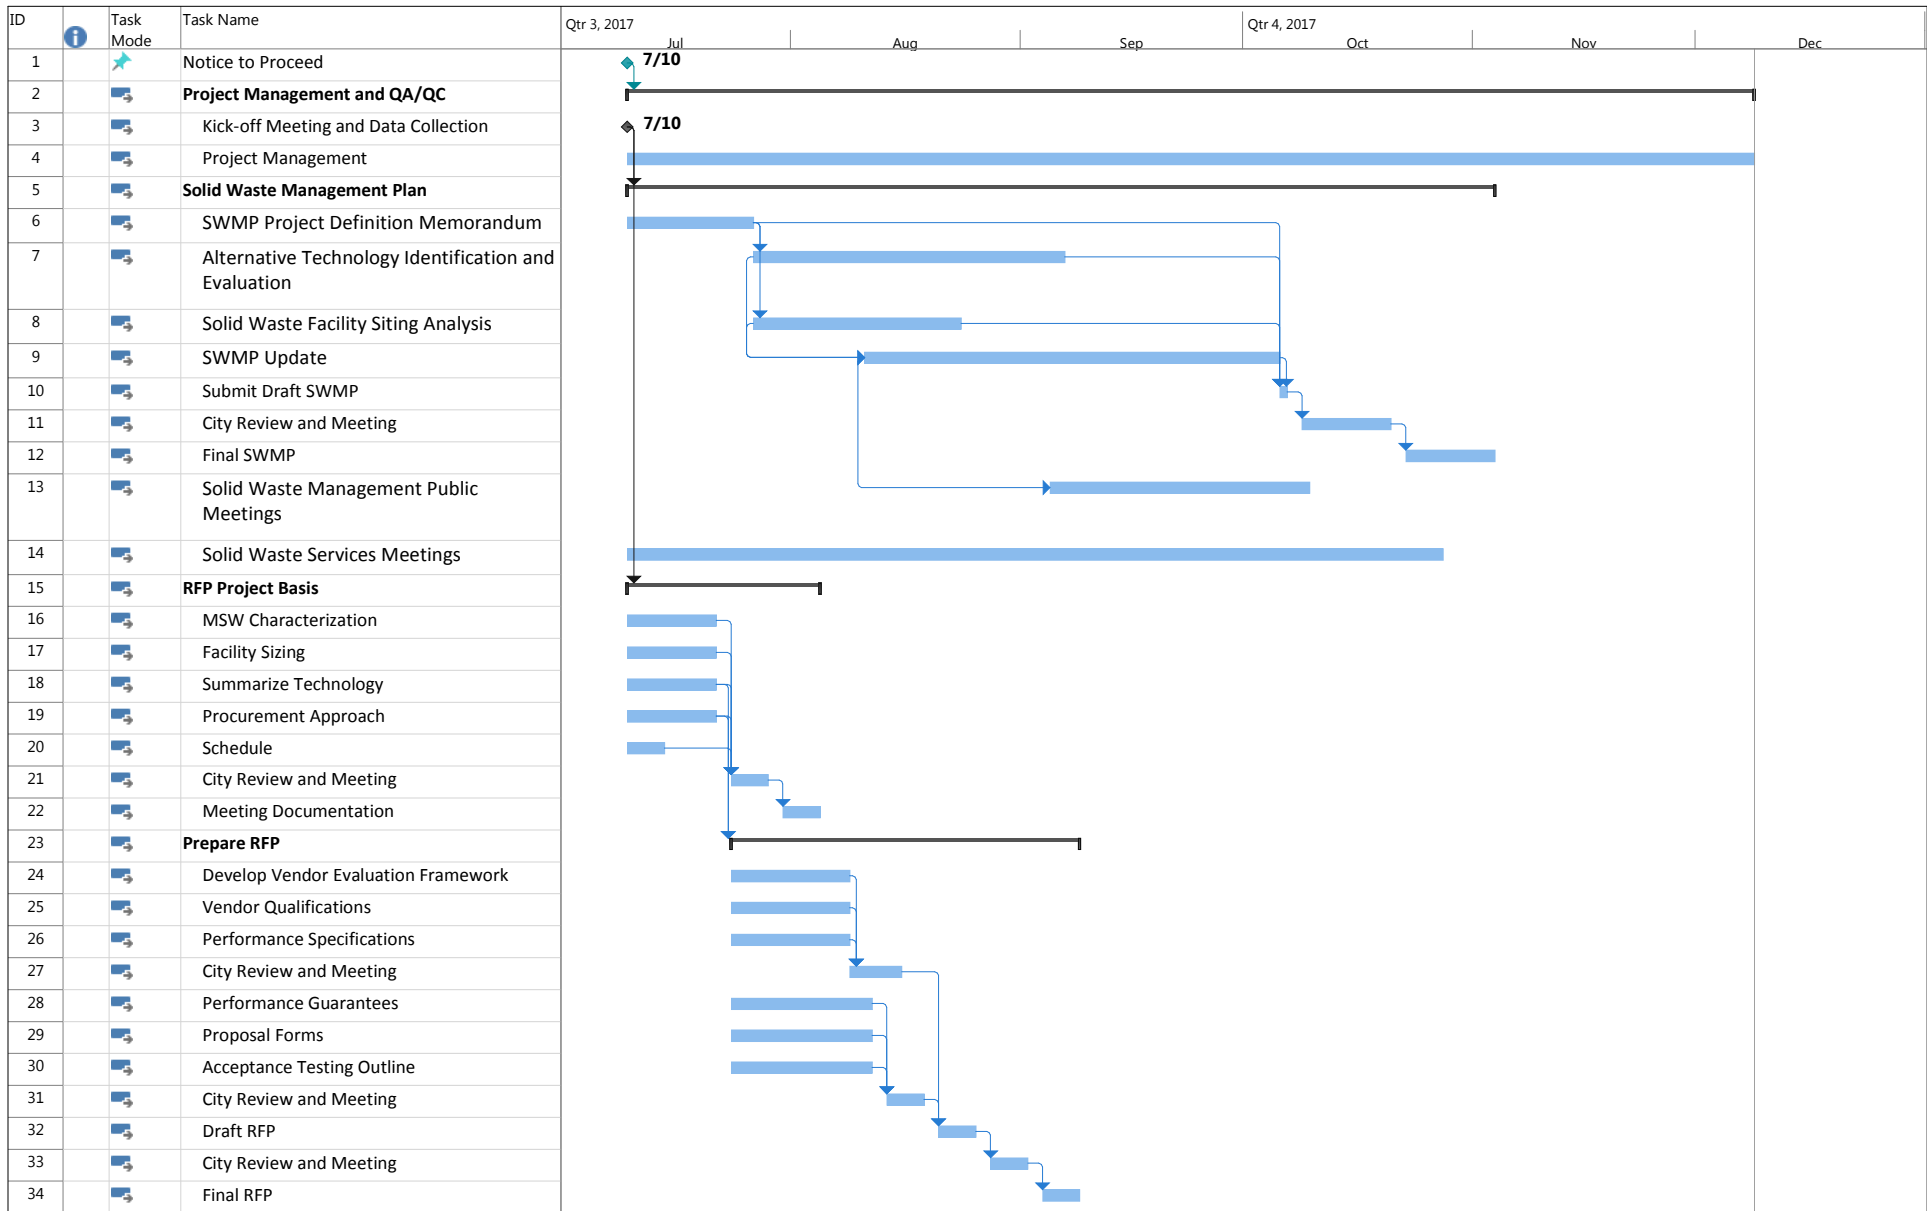 ID
Task
Mode
Task Name
Qtr 3, 2017
Qtr 4, 2017
Jul
Aug
Sep
Oct
Nov
Dec
1 Notice to Proceed 7/10
2 Project Management and QA/QC
3 Kick-off Meeting and Data Collection 7/10
4 Project Management
5 Solid Waste Management Plan
6 SWMP Project Definition Memorandum
7 Alternative Technology Identification and
Evaluation
8 Solid Waste Facility Siting Analysis
9 SWMP Update
10 Submit Draft SWMP
11 City Review and Meeting
12 Final SWMP
13 Solid Waste Management Public
Meetings
14 Solid Waste Services Meetings
15 RFP Project Basis
16 MSW Characterization
17 Facility Sizing
18 Summarize Technology
19 Procurement Approach
20 Schedule
21 City Review and Meeting
22 Meeting Documentation
23 Prepare RFP
24 Develop Vendor Evaluation Framework
25 Vendor Qualifications
26 Performance Specifications
27 City Review and Meeting
28 Performance Guarantees
29 Proposal Forms
30 Acceptance Testing Outline
31 City Review and Meeting
32 Draft RFP
33 City Review and Meeting
34 Final RFP